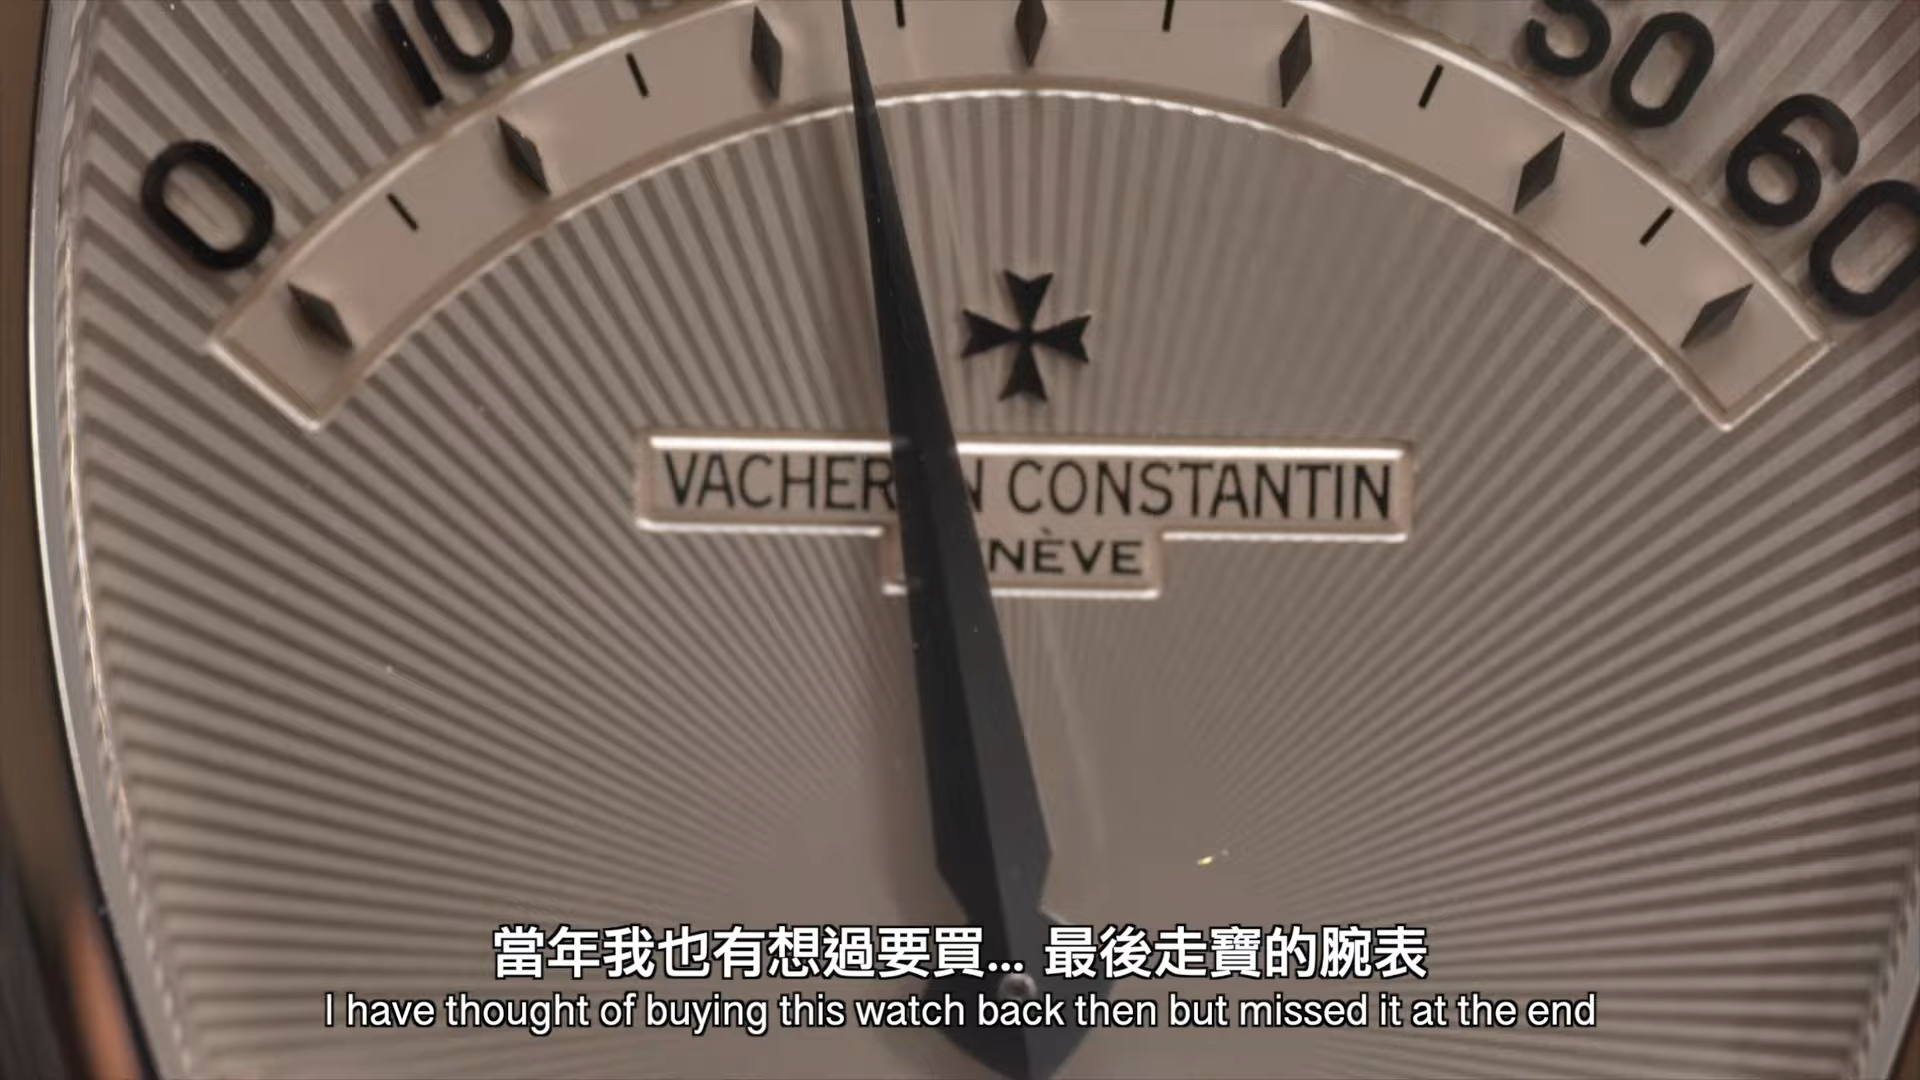 10
50
0
60
VACHER N CONSTANTIN
NÈVE
當年我也有想過要買... 最後走寶的腕表
I have thought of buying this watch back then but missed it at the end